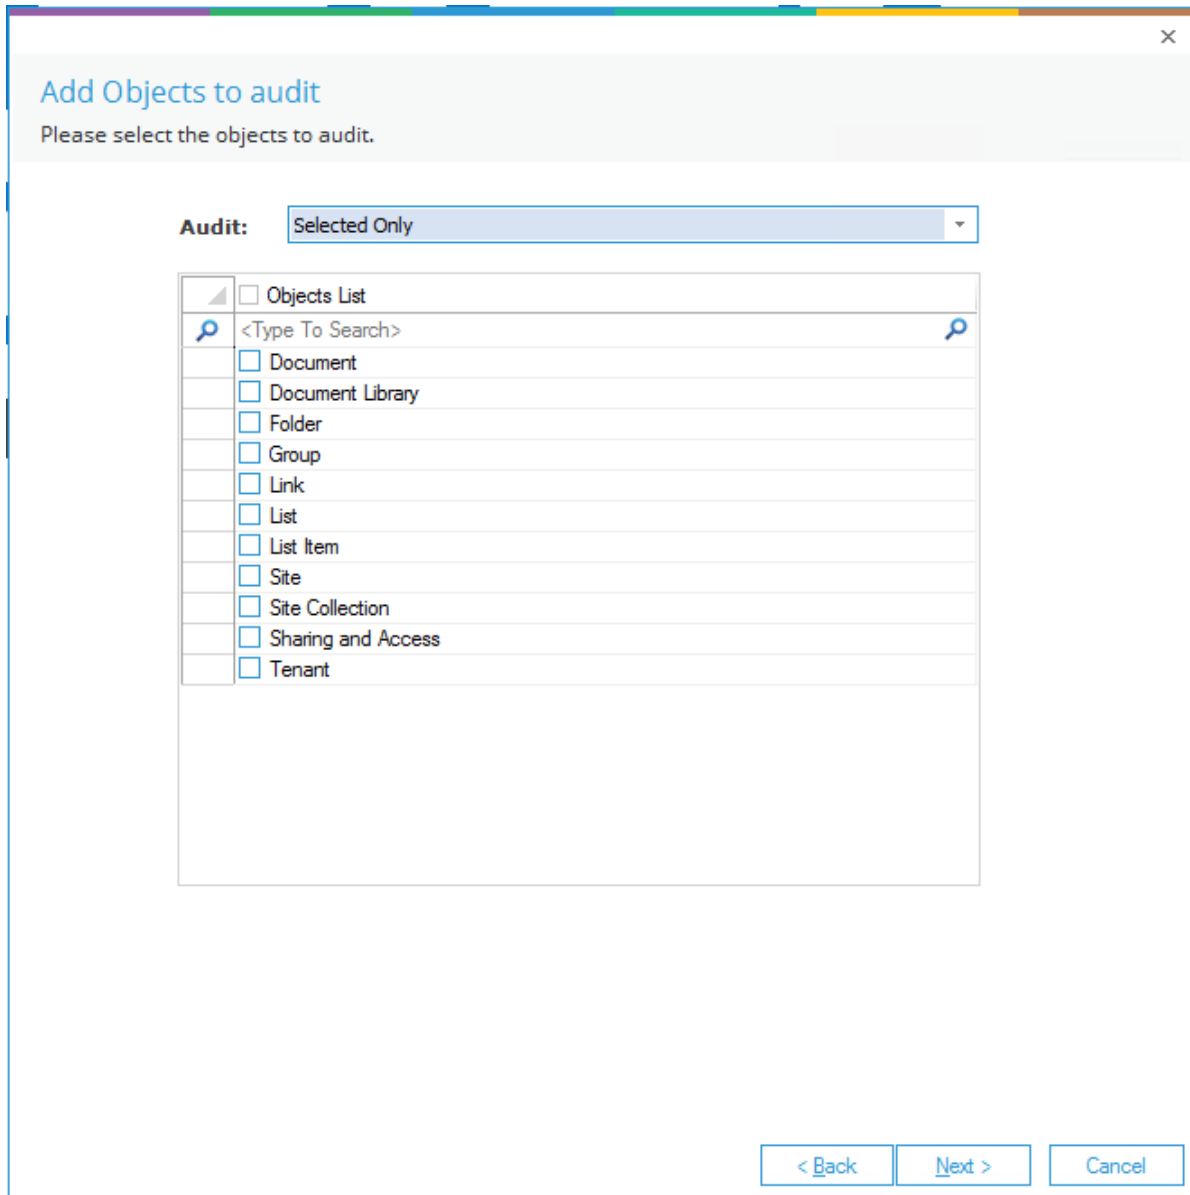 Add Objects to audit
Please select the objects to audit.
Audit: Selected Only
Objects List
<Type To Search>
Document
Document Library
Folder
Group
Link
List
List Item
Site
Site Collection
Sharing and Access
Tenant
< Back Next > Cancel